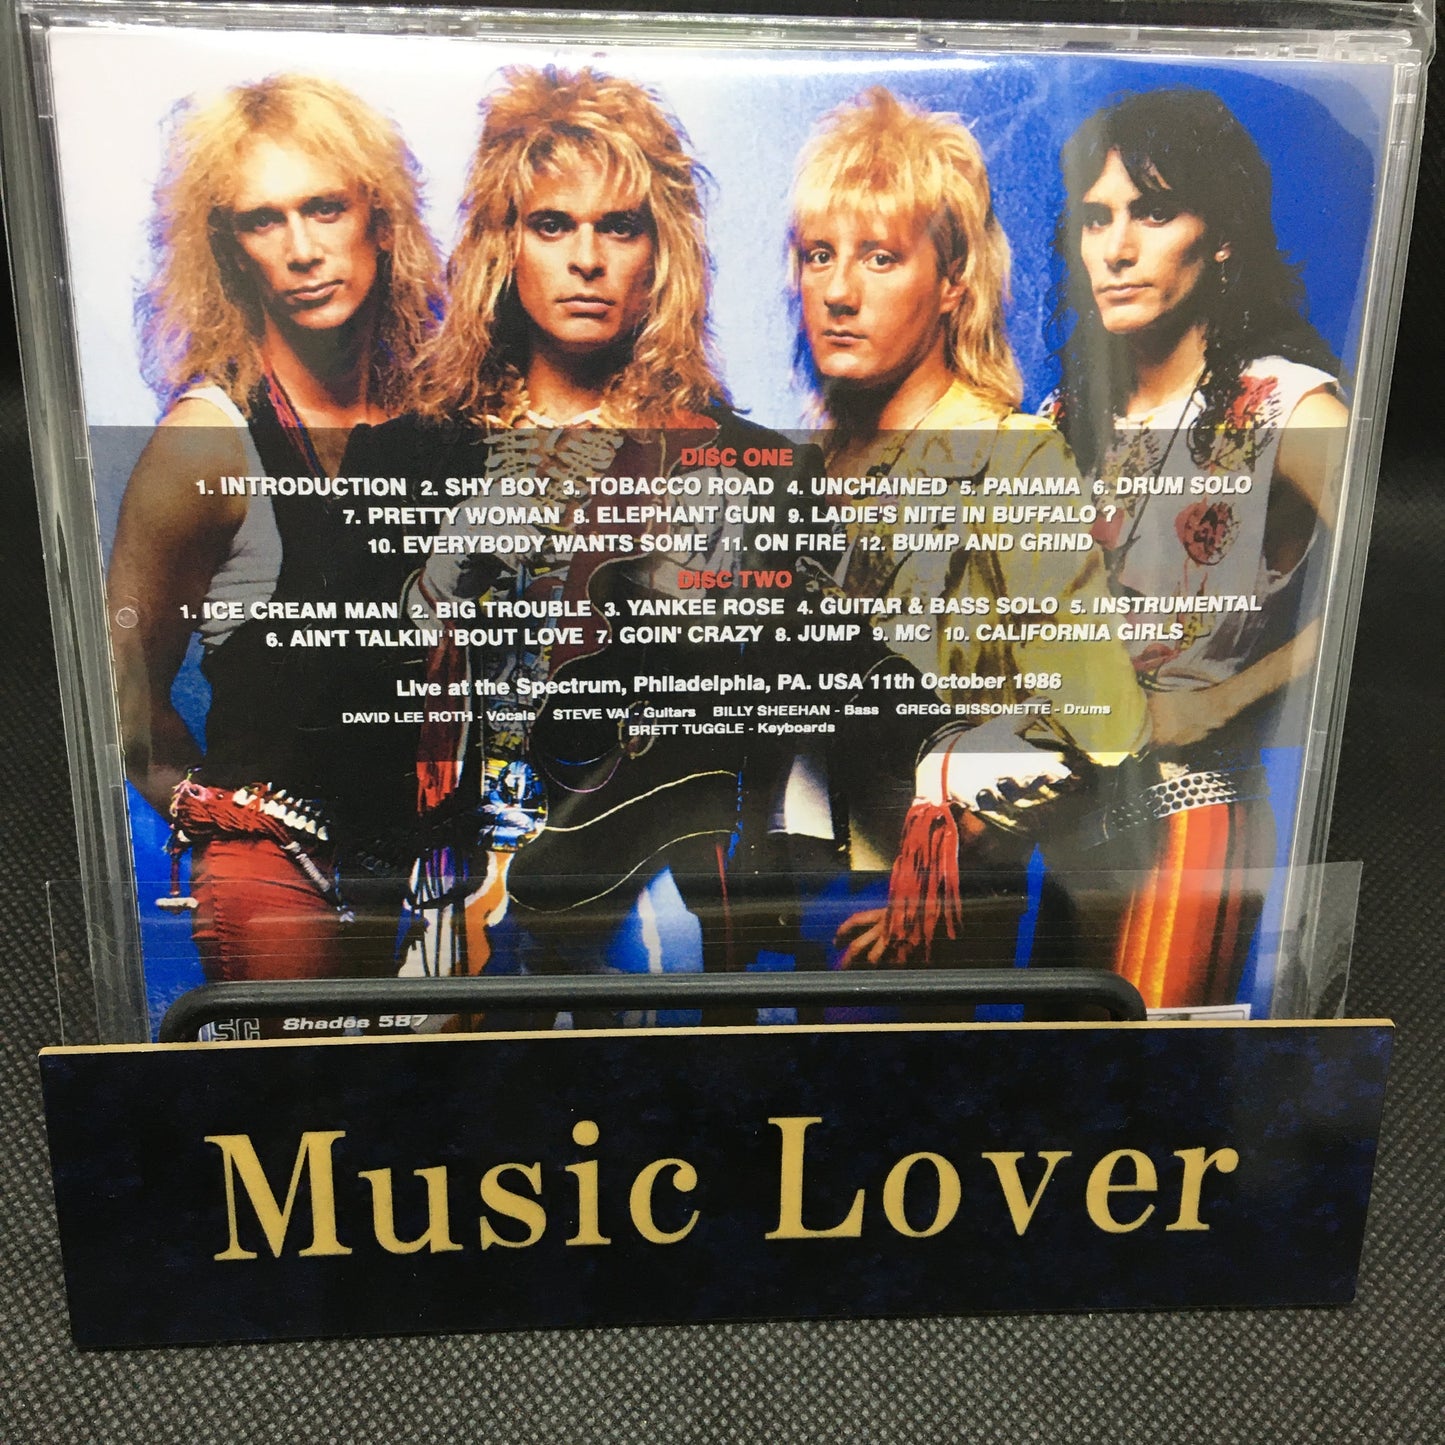 DISC ONE
1. INTRODUCTION 2. SHY BOY 3. TOBACCO ROAD 4. UNCHAINED 5. PANAMA 6. DRUM SOLO
7. PRETTY WOMAN 8. ELEPHANT GUN 9. LADIE'S NITE IN BUFFALO ?
10. EVERYBODY WANTS SOME 11. ON FIRE 12. BUMP AND GRIND
DISC TWO
1. ICE CREAM MAN 2. BIG TROUBLE 3. YANKEE ROSE 4. GUITAR & BASS SOLO 5. INSTRUMENTAL
6. AIN'T TALKIN' 'BOUT LOVE 7. GOIN' CRAZY 8. JUMP 9. MC 10. CALIFORNIA GIRLS
Live at the Spectrum, Philadelphia, PA. USA 11th October 1986
DAVID LEE ROTH - Vocals STEVE VAI - Guitars BILLY SHEEHAN - Bass GREGG BISSONETTE - Drums
BRETT TUGGLE - Keyboards
SC Shades 587
Music Lover